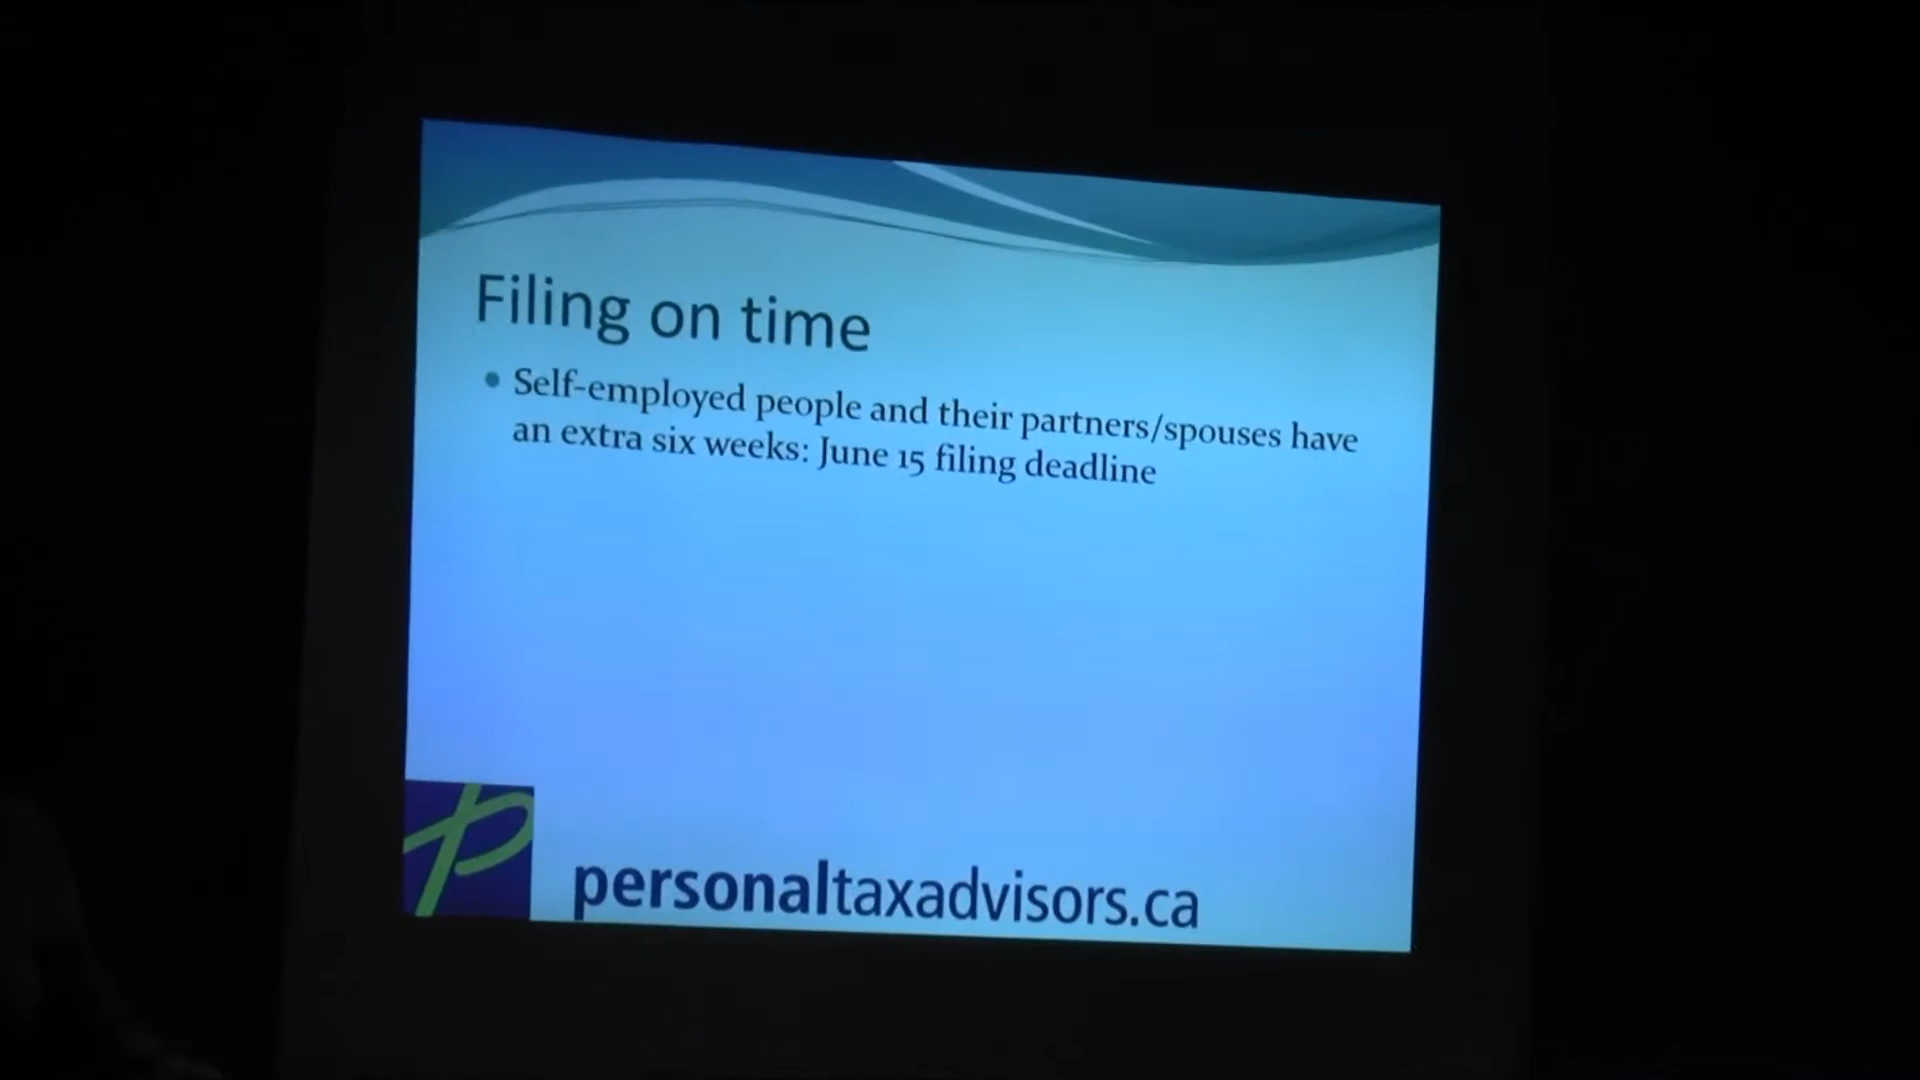 Filing on time
• Self-employed people and their partners/spouses have
an extra six weeks: June 15 filing deadline
personaltaxadvisors.ca